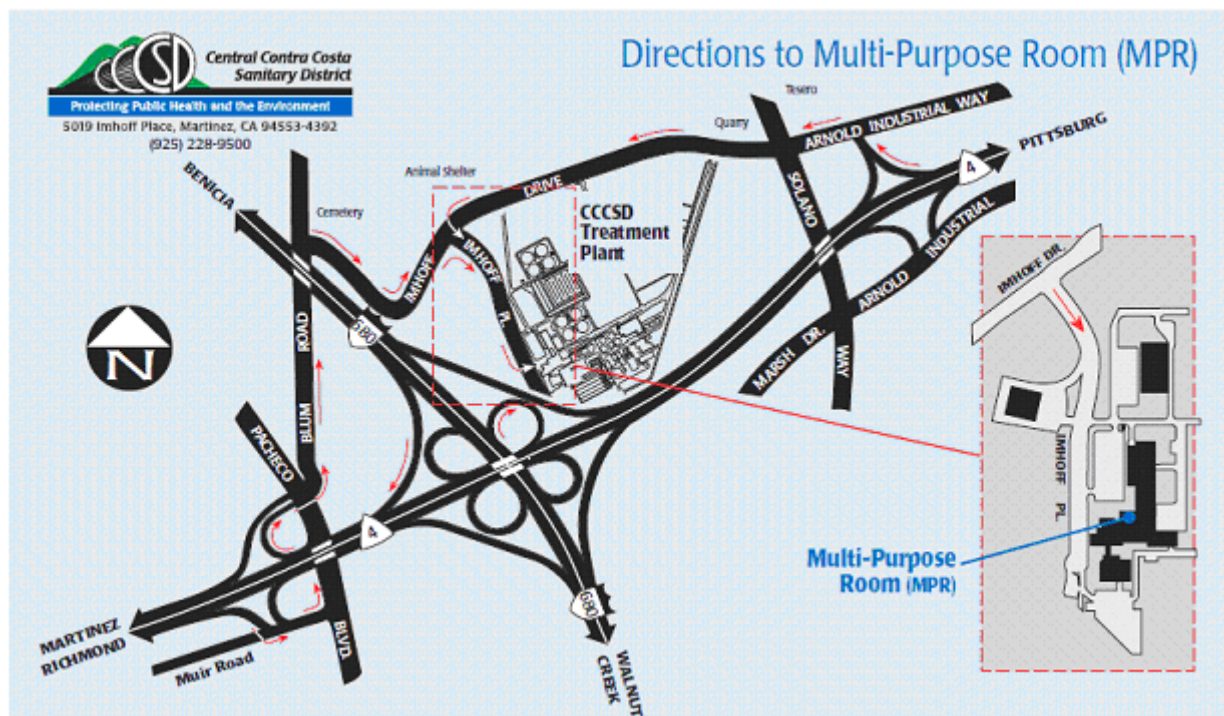 CCCSD
Central Contra Costa
Sanitary District
Protecting Public Health and the Environment
5019 Imhoff Place, Martinez, CA 94553-4392
(925) 228-9500
Directions to Multi-Purpose Room (MPR)
Tesero
Quarry
ARNOLD INDUSTRIAL WAY
PITTSBURG
4
BENICIA
Cemetery
Animal Shelter
DRIVE
SOLANO
WAY
CCCSD
Treatment
Plant
IMHOFF
IMHOFF
PL.
ARNOLD INDUSTRIAL
MARSH DR.
IMHOFF DR.
N
BLUM ROAD
680
PACHECO
BLVD.
4
IMHOFF PL.
Multi-Purpose
Room (MPR)
MARTINEZ
RICHMOND
Muir Road
680
WALNUT
CREEK